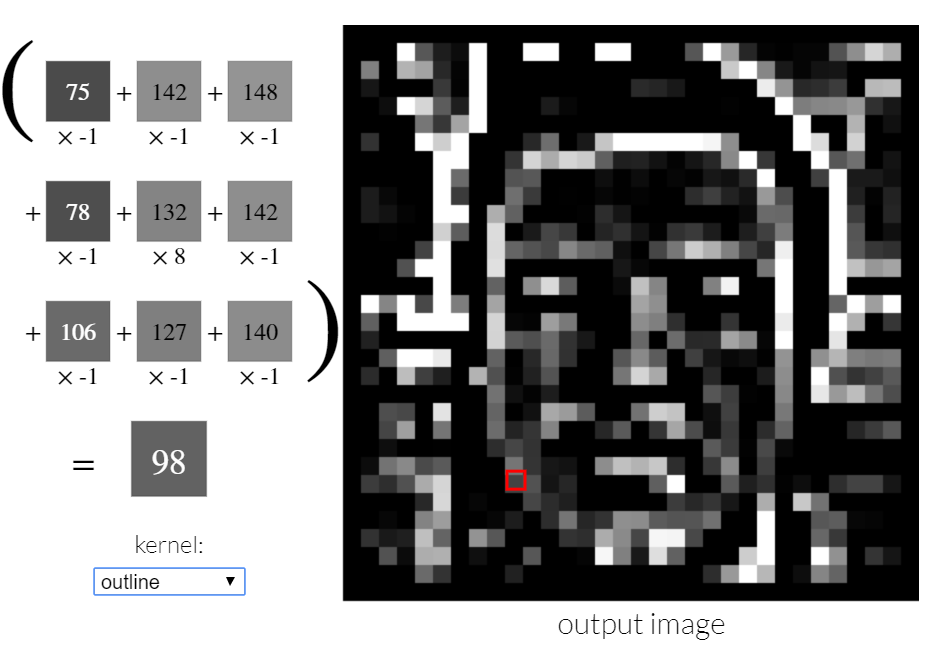 ( 75 + 142 + 148
× -1 × -1 × -1
+ 78 + 132 + 142
× -1 × 8 × -1
+ 106 + 127 + 140 )
× -1 × -1 × -1
= 98
kernel:
outline
output image